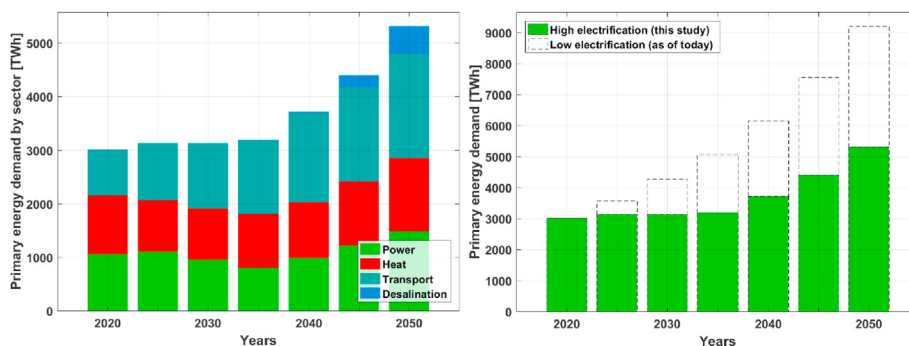 Primary energy demand by sector [TWh]
5000
4000
3000
2000
1000
0
Power
Heat
Transport
Desalination
2020
2030
2040
2050
Years
Primary energy demand [TWh]
9000
8000
7000
6000
5000
4000
3000
2000
1000
0
High electrification (this study)
Low electrification (as of today)
2020
2030
2040
2050
Years